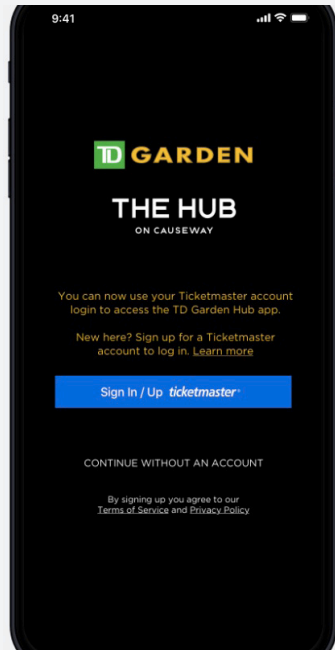 9:41
TD GARDEN
THE HUB
ON CAUSEWAY
You can now use your Ticketmaster account
login to access the TD Garden Hub app.
New here? Sign up for a Ticketmaster
account to log in. Learn more
Sign In / Up ticketmaster®
CONTINUE WITHOUT AN ACCOUNT
By signing up you agree to our
Terms of Service and Privacy Policy